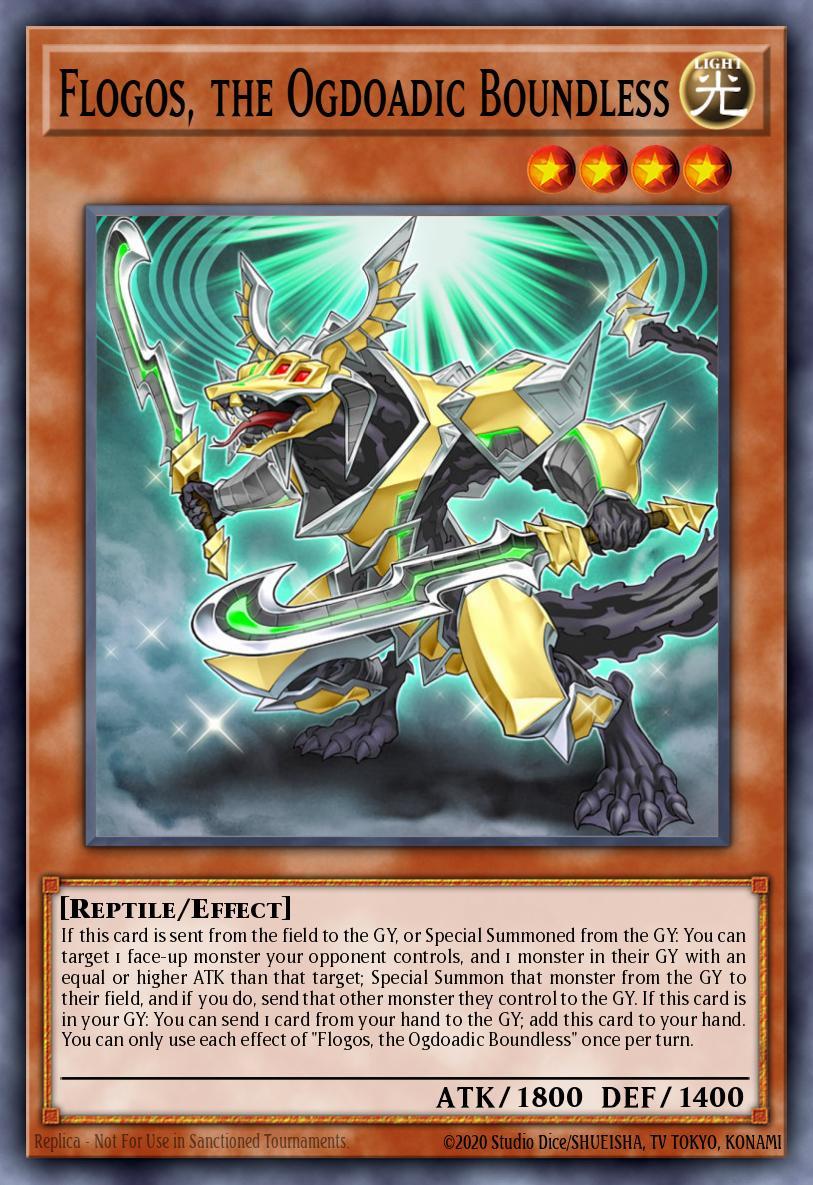 Flogos, the Ogdoadic Boundless
LIGHT
光
[Reptile/Effect]
If this card is sent from the field to the GY, or Special Summoned from the GY: You can
target 1 face-up monster your opponent controls, and 1 monster in their GY with an
equal or higher ATK than that target; Special Summon that monster from the GY to
their field, and if you do, send that other monster they control to the GY. If this card is
in your GY: You can send 1 card from your hand to the GY; add this card to your hand.
You can only use each effect of "Flogos, the Ogdoadic Boundless" once per turn.
ATK/1800 DEF/1400
Replica - Not For Use in Sanctioned Tournaments.
©2020 Studio Dice/SHUEISHA, TV TOKYO, KONAMI